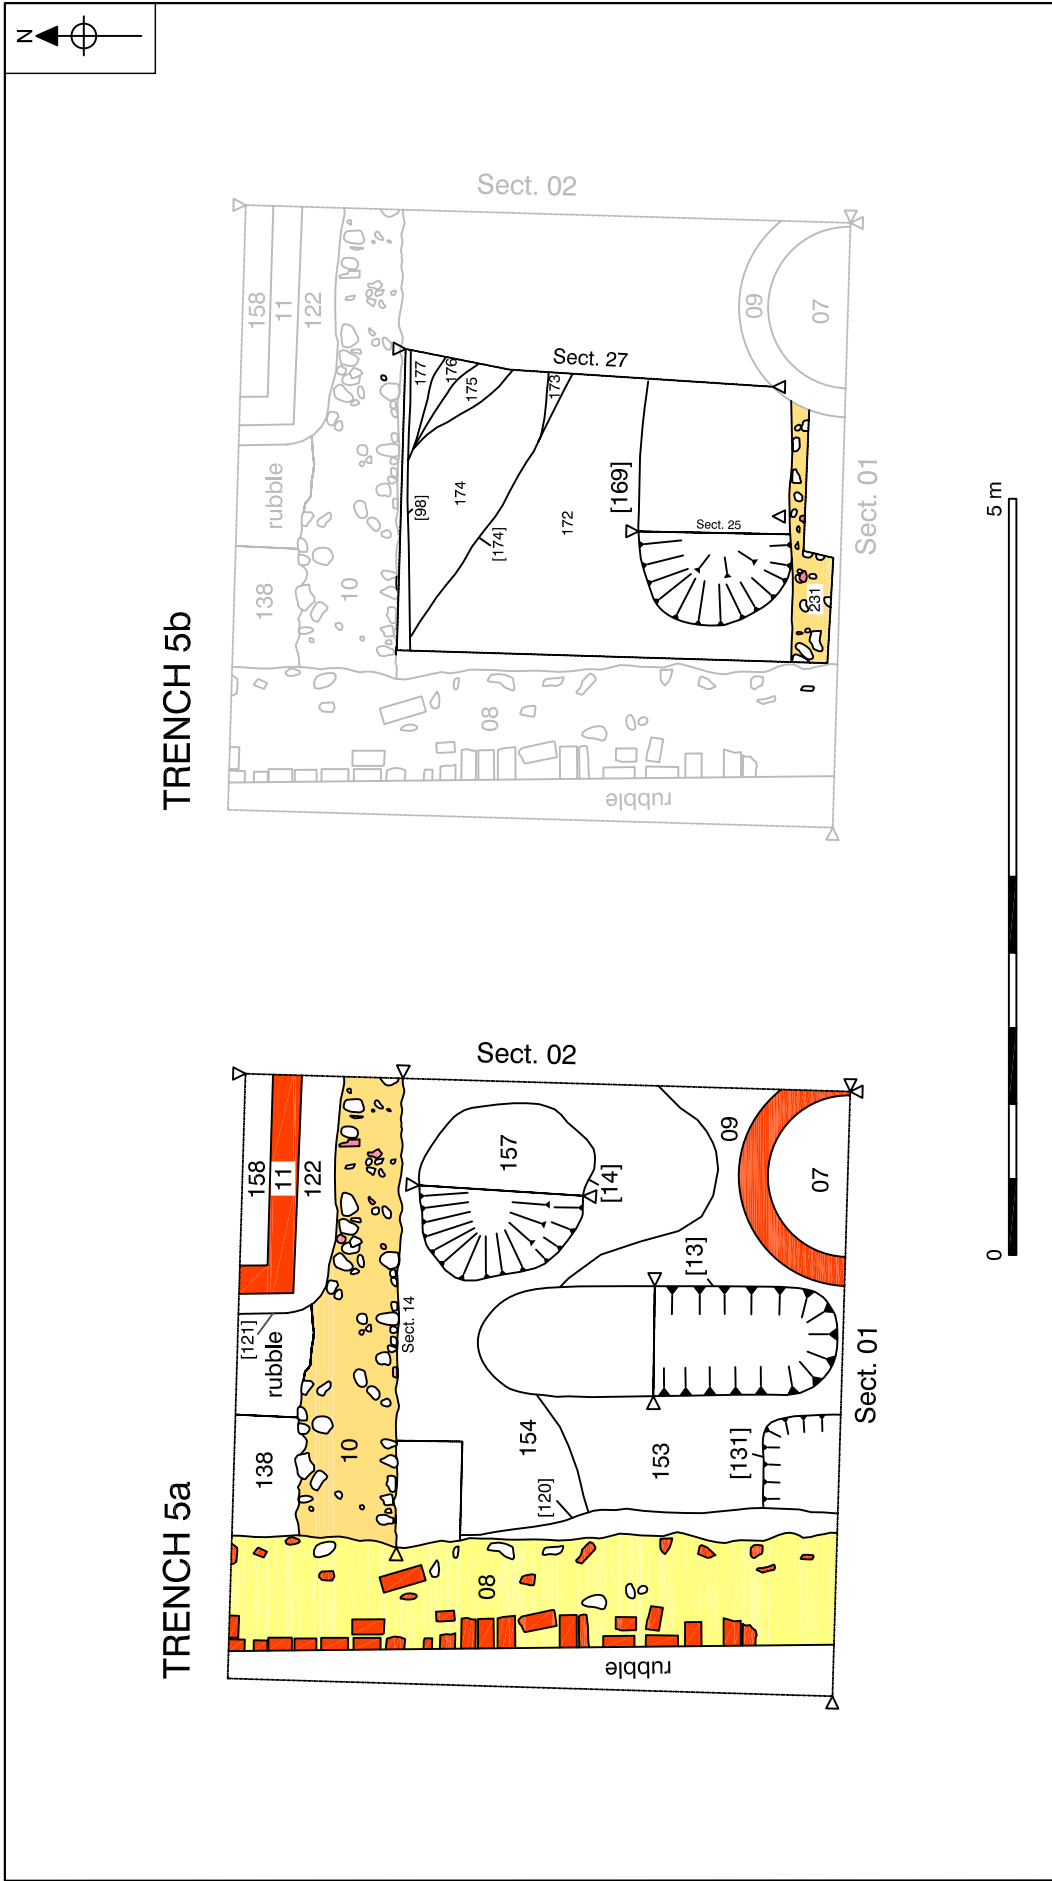 N
TRENCH 5a
138
rubble
[121]
158
11
122
10
Sect. 14
Sect. 02
08
rubble
154
[120]
153
[131]
157
[14]
[13]
09
07
Sect. 01
TRENCH 5b
138
rubble
158
11
122
10
Sect. 02
08
rubble
[98]
174
[174]
177
176
175
173
172
Sect. 27
[169]
Sect. 25
231
09
07
Sect. 01
0
5 m